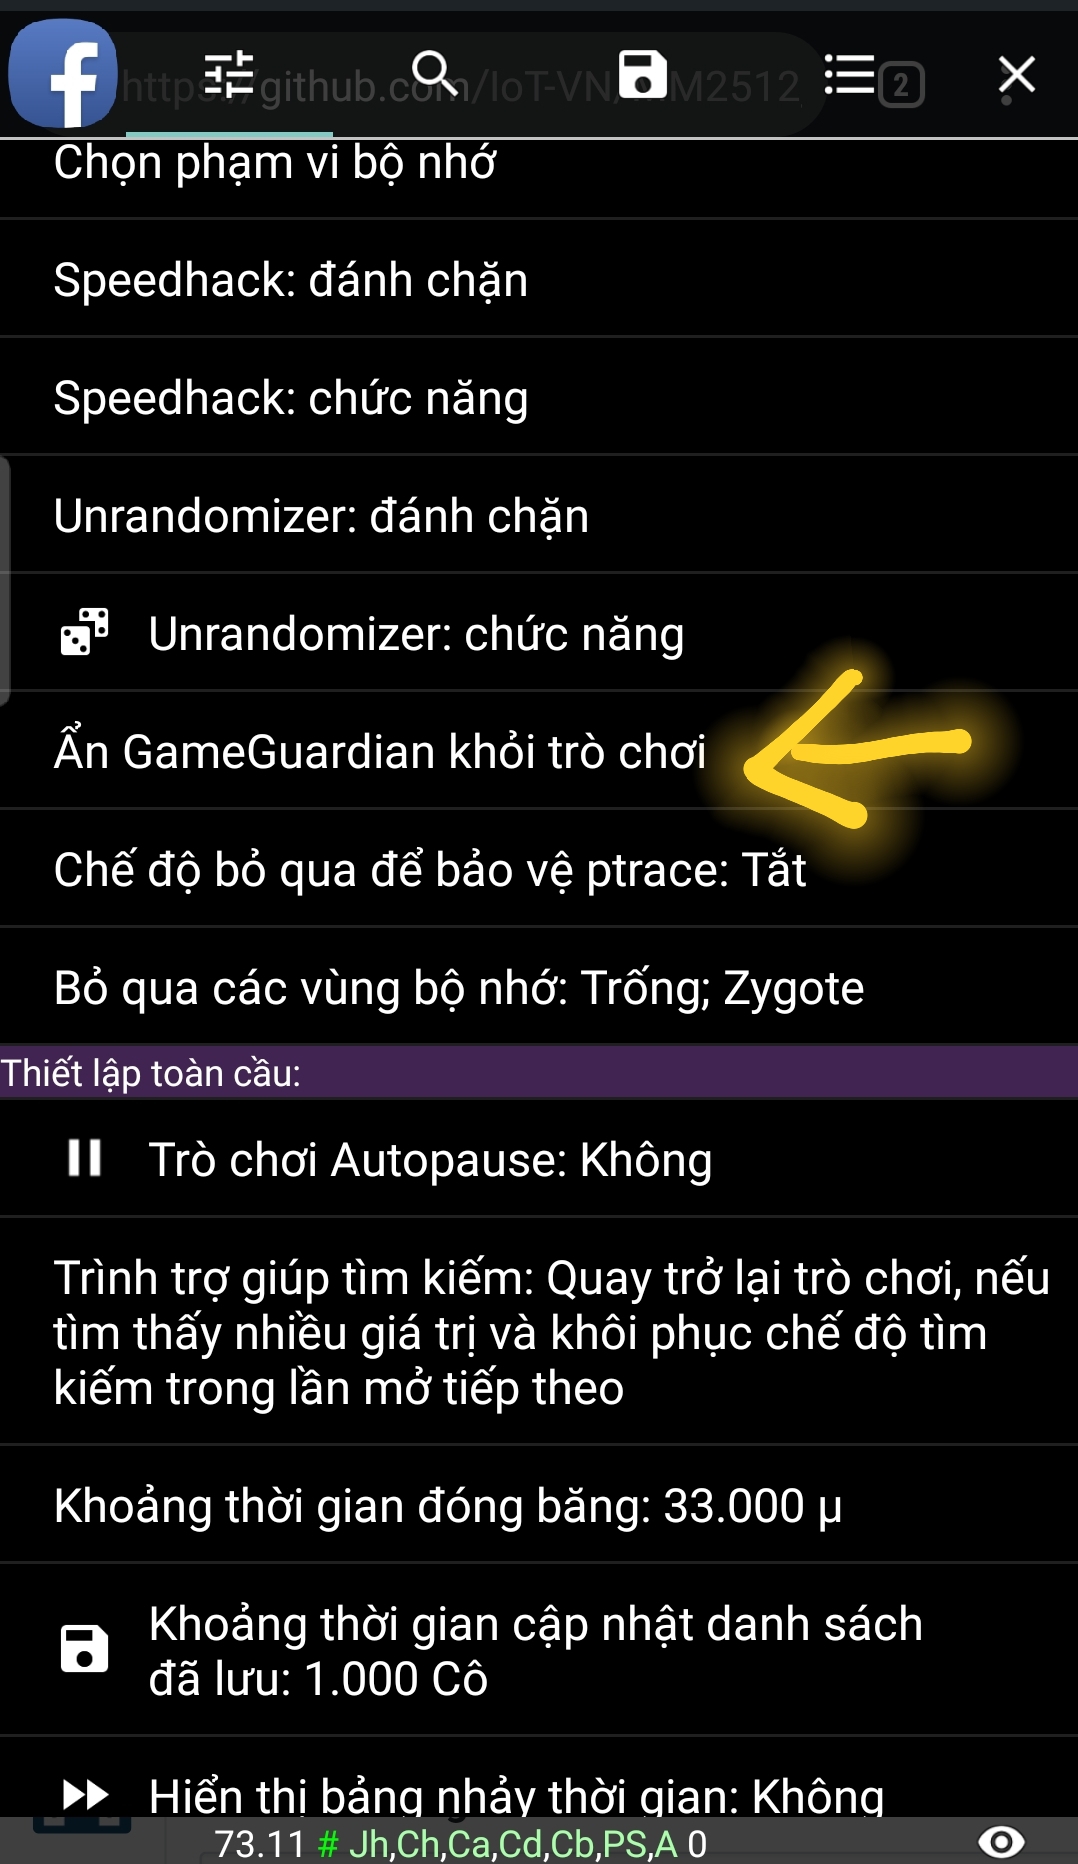 https://github.com/IoT-VN/
M2512
2
Chọn phạm vi bộ nhớ
Speedhack: đánh chặn
Speedhack: chức năng
Unrandomizer: đánh chặn
Unrandomizer: chức năng
Ẩn GameGuardian khỏi trò chơi
Chế độ bỏ qua để bảo vệ ptrace: Tắt
Bỏ qua các vùng bộ nhớ: Trống; Zygote
Thiết lập toàn cầu:
Trò chơi Autopause: Không
Trình trợ giúp tìm kiếm: Quay trở lại trò chơi, nếu
tìm thấy nhiều giá trị và khôi phục chế độ tìm
kiếm trong lần mở tiếp theo
Khoảng thời gian đóng băng: 33.000 µ
Khoảng thời gian cập nhật danh sách
đã lưu: 1.000 Cô
Hiển thị bảng nhảy thời gian: Không
73.11 # Jh,Ch,Ca,Cd,Cb,PS,A 0